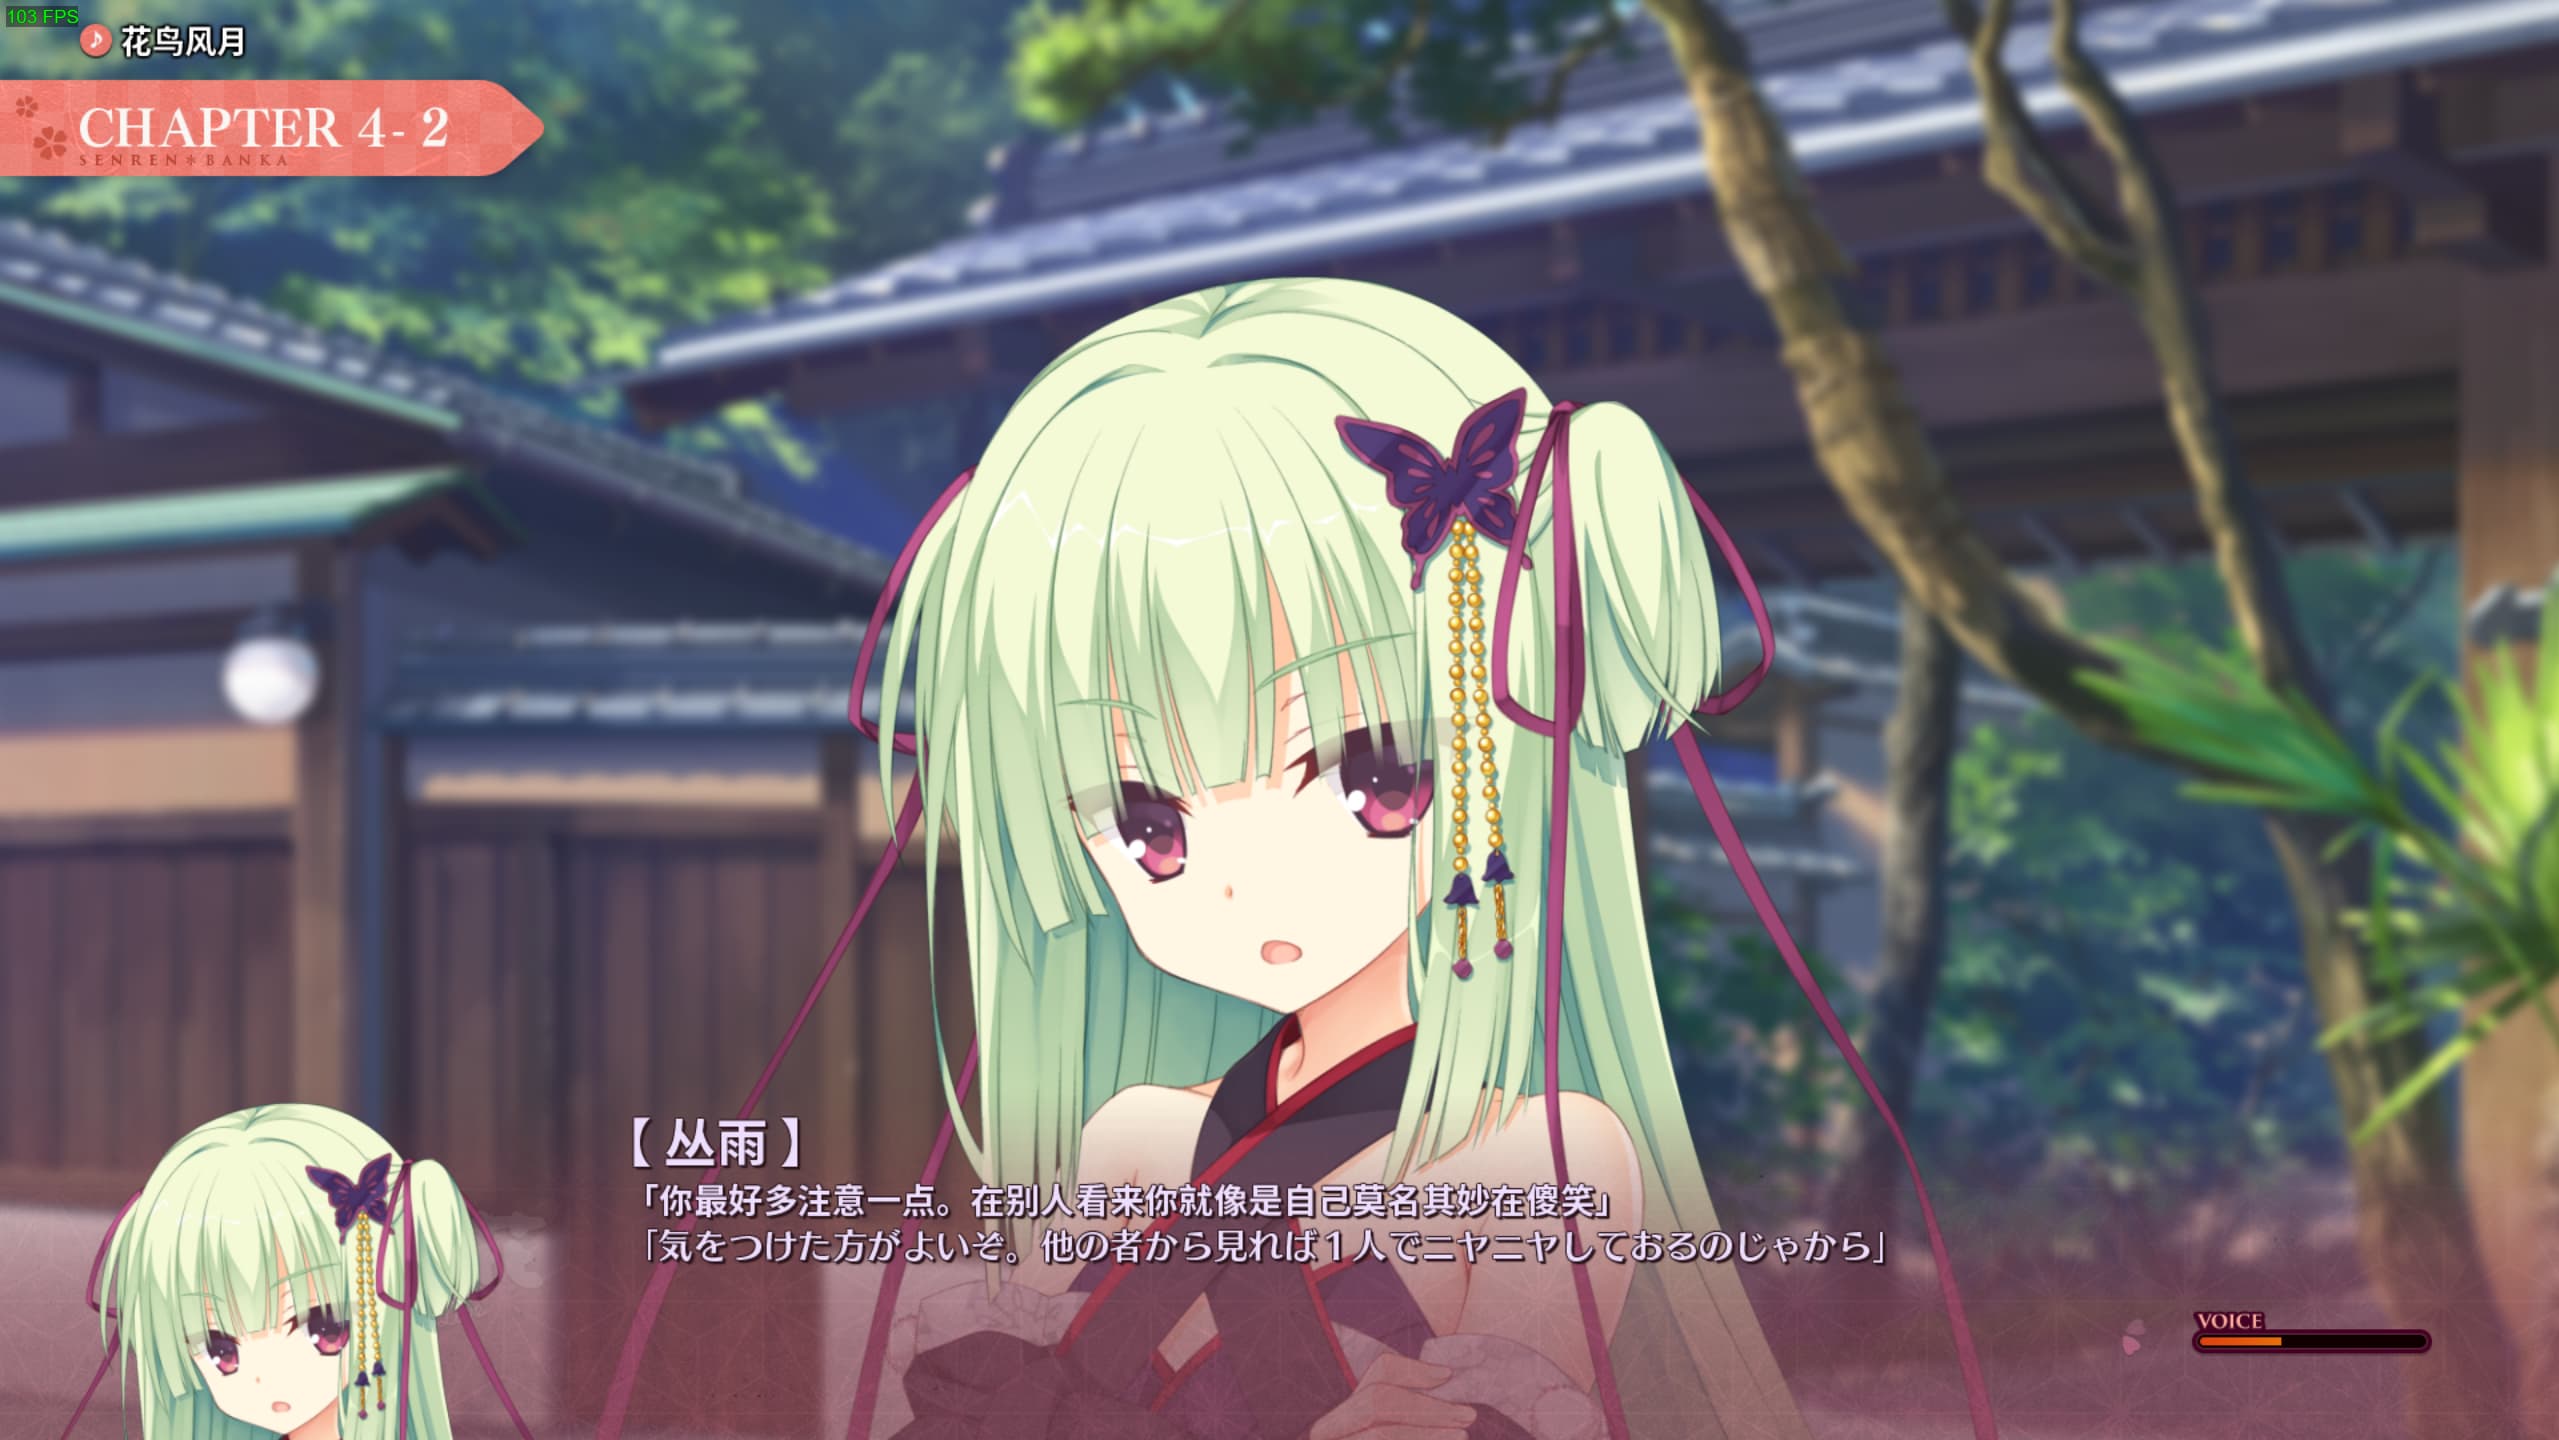 103 FPS
花鸟风月
CHAPTER 4-2
SENREN＊BANKA
【丛雨】
「你最好多注意一点。在别人看来你就像是自己莫名其妙在傻笑」
「気をつけた方がよいぞ。他の者から見れば１人でニヤニヤしておるのじゃから」
VOICE